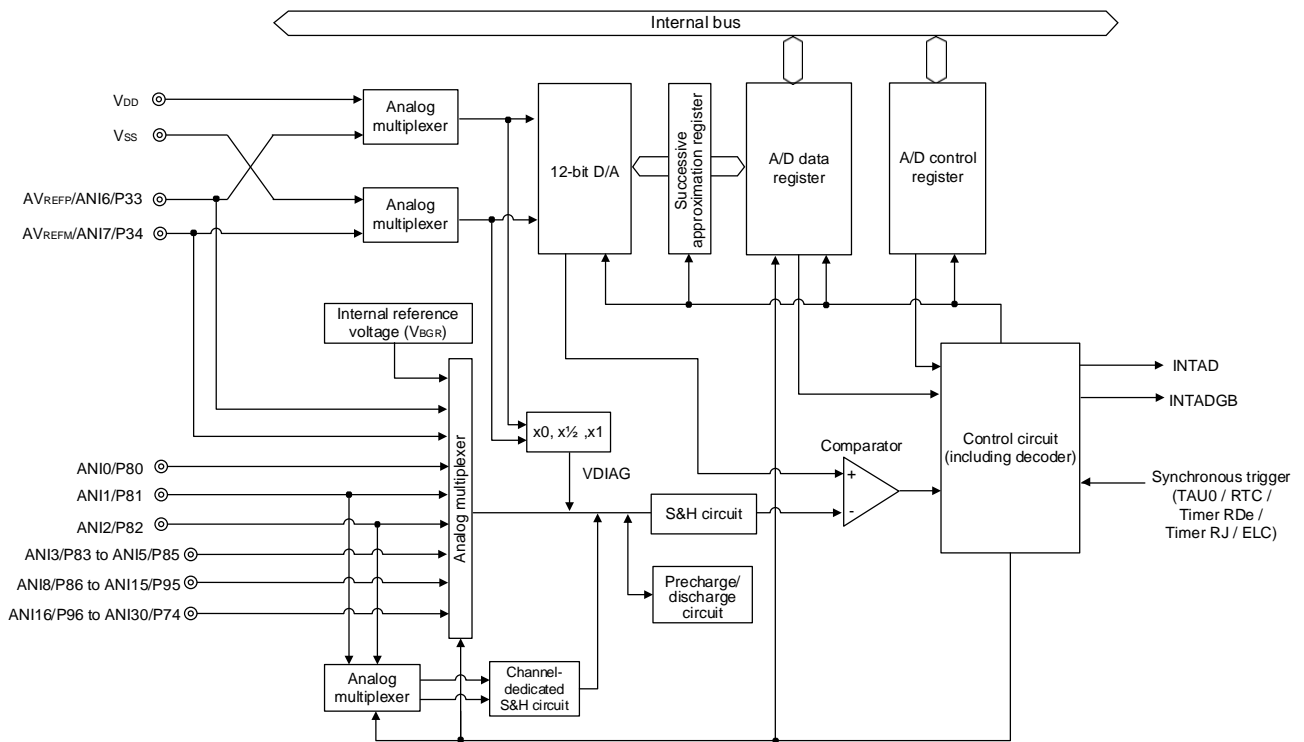 Internal bus
VDD
VSS
AVREFP/ANI6/P33
AVREFM/ANI7/P34
Analog
multiplexer
Analog
multiplexer
12-bit D/A
Successive
approximation register
A/D data
register
A/D control
register
Internal reference
voltage (VBGR)
Analog multiplexer
x0, x½ ,x1
VDIAG
Comparator
+
-
S&H circuit
Precharge/
discharge
circuit
Control circuit
(including decoder)
INTAD
INTADGB
Synchronous trigger
(TAU0 / RTC /
Timer RDe /
Timer RJ / ELC)
ANI0/P80
ANI1/P81
ANI2/P82
ANI3/P83 to ANI5/P85
ANI8/P86 to ANI15/P95
ANI16/P96 to ANI30/P74
Analog
multiplexer
Channel-
dedicated
S&H circuit